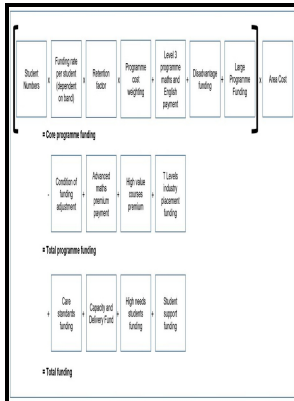 Student Numbers
x
Funding rate per student (dependent on band)
x
Retention factor
x
Programme cost weighting
+
Level 3 programme maths and English payment
+
Disadvantage funding
+
Large Programme Funding
x
Area Cost
= Core programme funding
-
Condition of funding adjustment
+
Advanced maths premium payment
+
High value courses premium
+
T Levels industry placement funding
= Total programme funding
+
Care standards funding
+
Capacity and Delivery Fund
+
High needs students funding
+
Student support funding
= Total funding